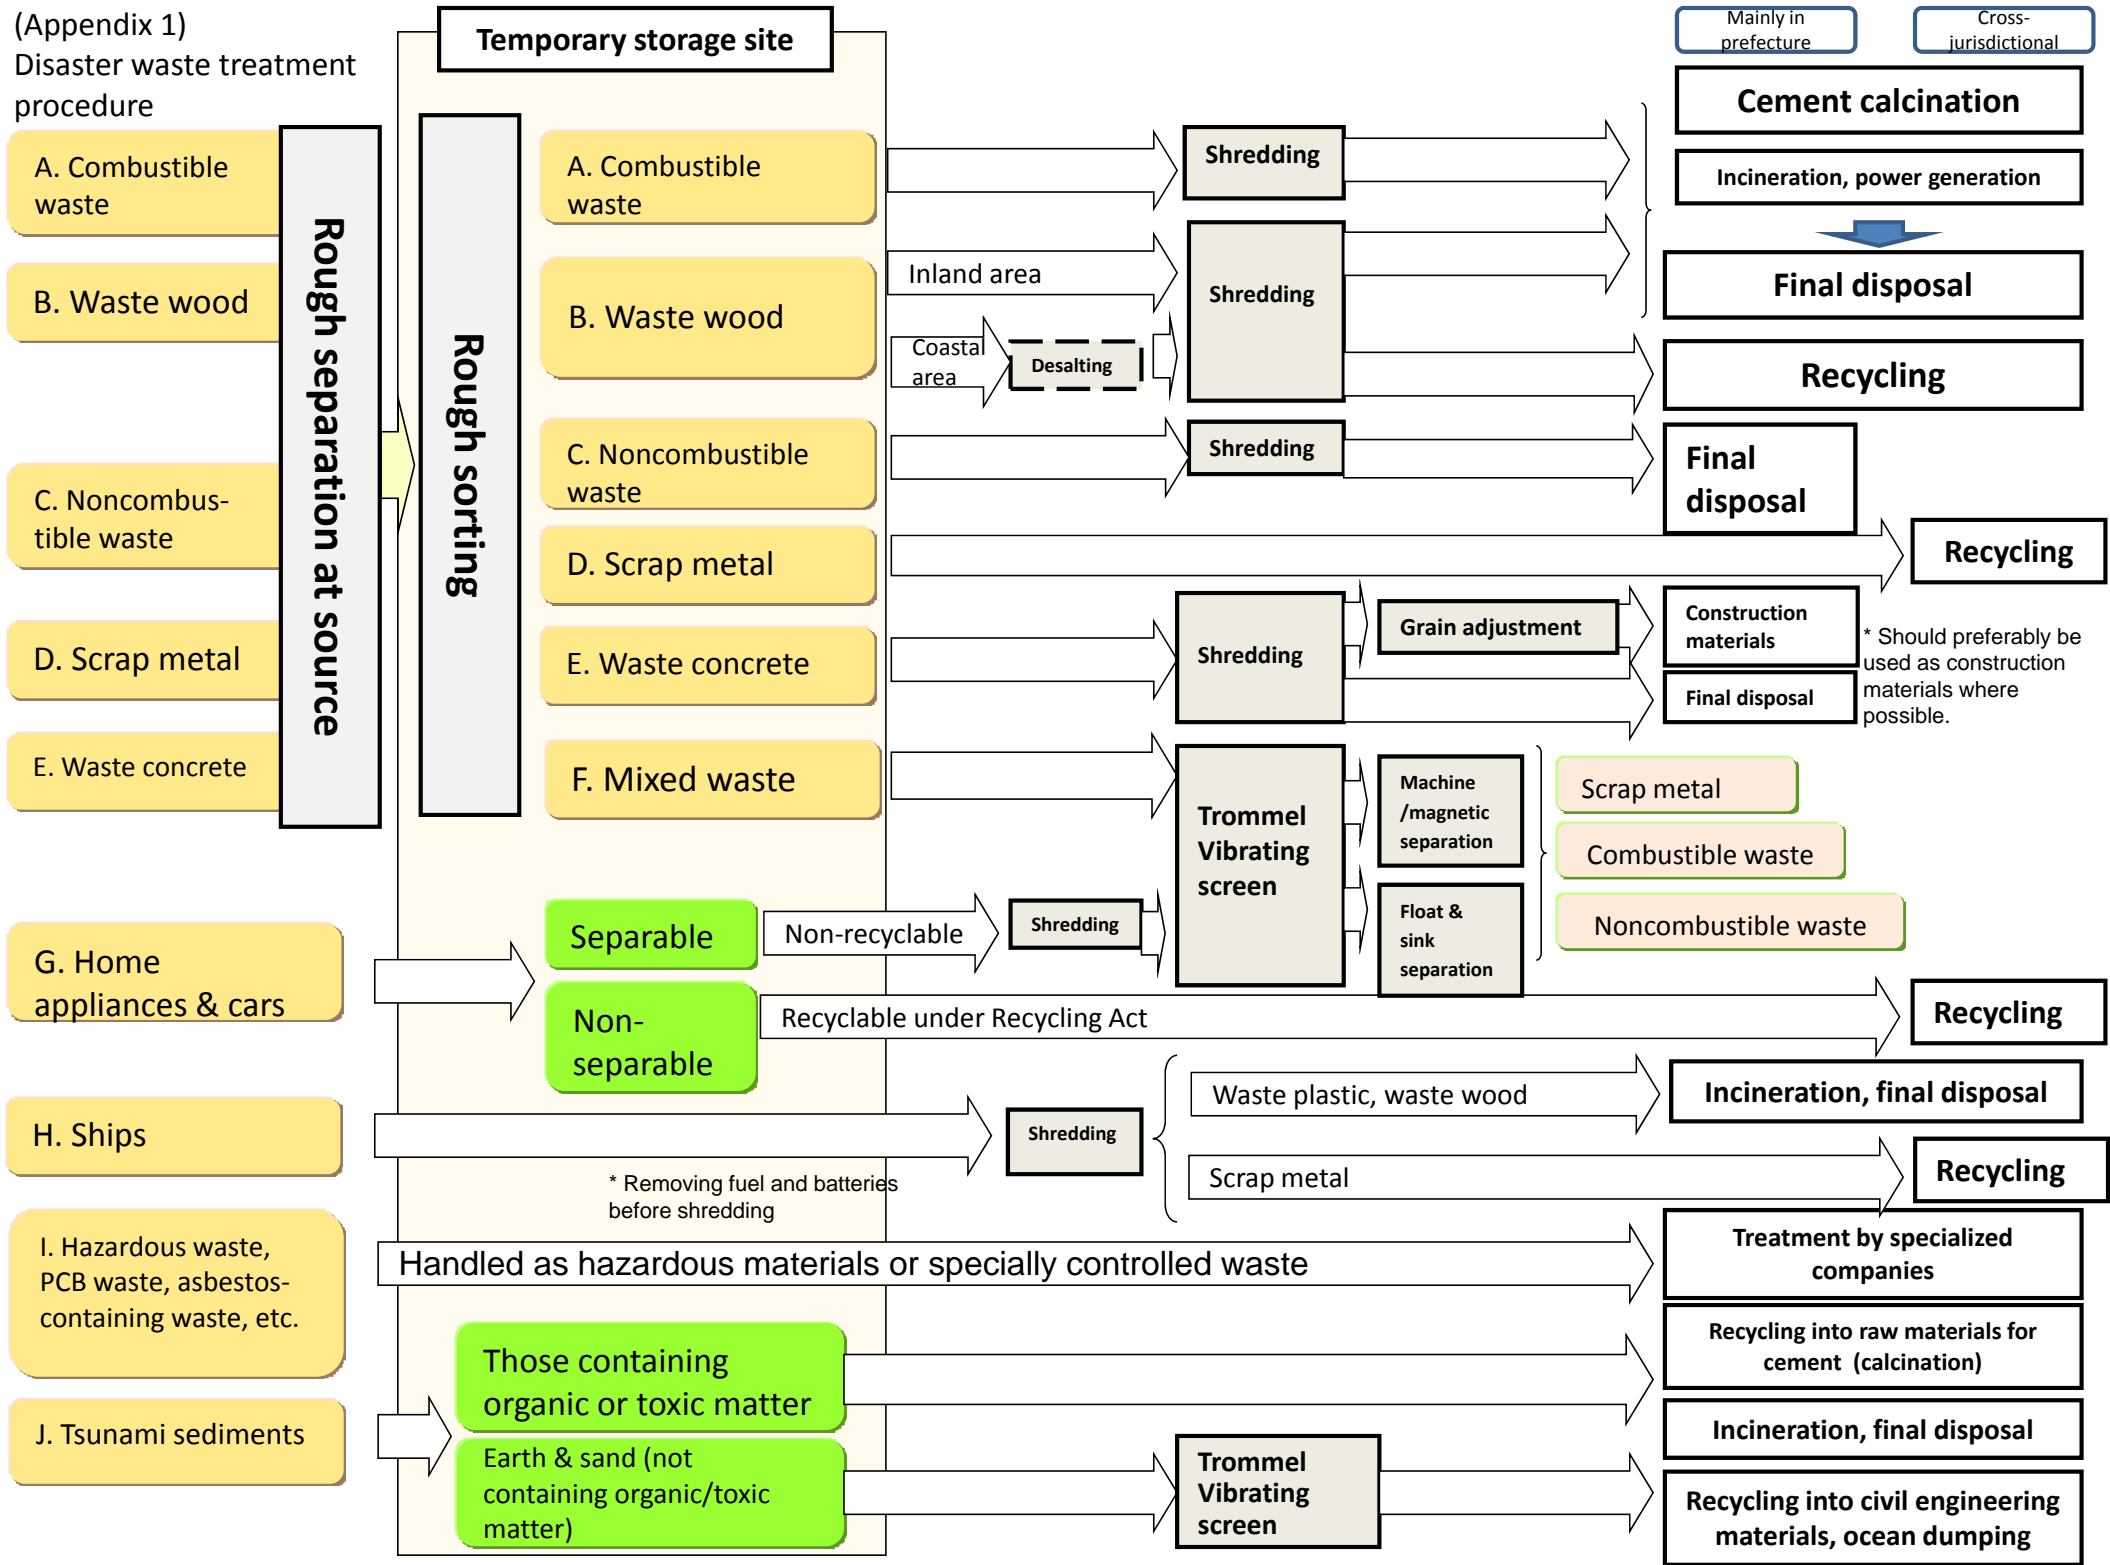 (Appendix 1)
Disaster waste treatment
procedure
Temporary storage site
Mainly in
prefecture
Cross-
jurisdictional
A. Combustible
waste
B. Waste wood
C. Noncombus-
tible waste
D. Scrap metal
E. Waste concrete
Rough separation at source
Rough sorting
A. Combustible
waste
B. Waste wood
C. Noncombustible
waste
D. Scrap metal
E. Waste concrete
F. Mixed waste
Shredding
Inland area
Coastal
area
Desalting
Shredding
Shredding
Cement calcination
Incineration, power generation
Final disposal
Recycling
Final
disposal
Recycling
Shredding
Grain adjustment
Construction
materials
Final disposal
* Should preferably be
used as construction
materials where
possible.
Trommel
Vibrating
screen
Machine
/magnetic
separation
Float &
sink
separation
Scrap metal
Combustible waste
Noncombustible waste
G. Home
appliances & cars
Separable
Non-recyclable
Shredding
Non-
separable
Recyclable under Recycling Act
Recycling
H. Ships
* Removing fuel and batteries
before shredding
Shredding
Waste plastic, waste wood
Incineration, final disposal
Scrap metal
Recycling
I. Hazardous waste,
PCB waste, asbestos-
containing waste, etc.
Handled as hazardous materials or specially controlled waste
Treatment by specialized
companies
J. Tsunami sediments
Those containing
organic or toxic matter
Recycling into raw materials for
cement (calcination)
Incineration, final disposal
Earth & sand (not
containing organic/toxic
matter)
Trommel
Vibrating
screen
Recycling into civil engineering
materials, ocean dumping